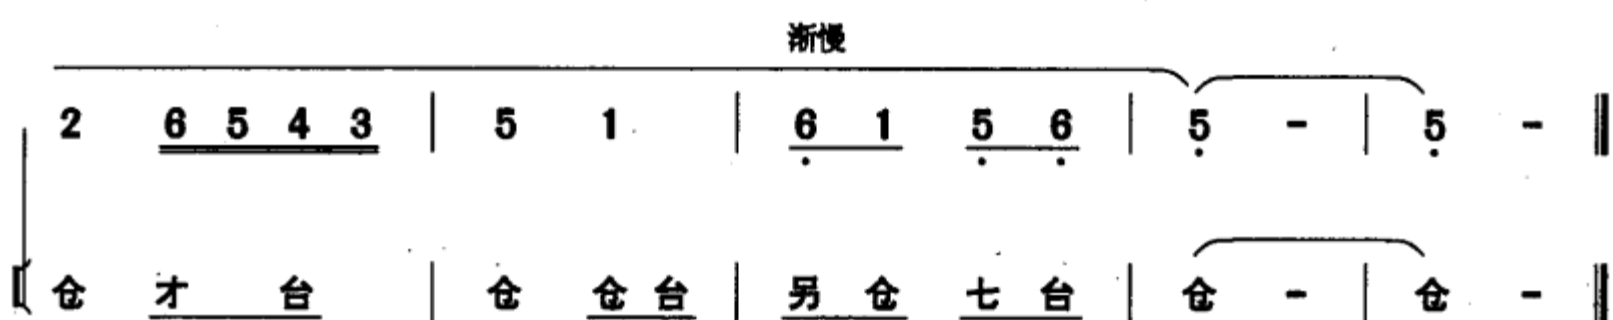 渐慢
2 6 5 4 3 | 5 1 | 6 1 5 6 | 5 - | 5 - ‖
仓 才 台 | 仓 仓 台 | 另 仓 七 台 | 仓 - | 仓 - ‖